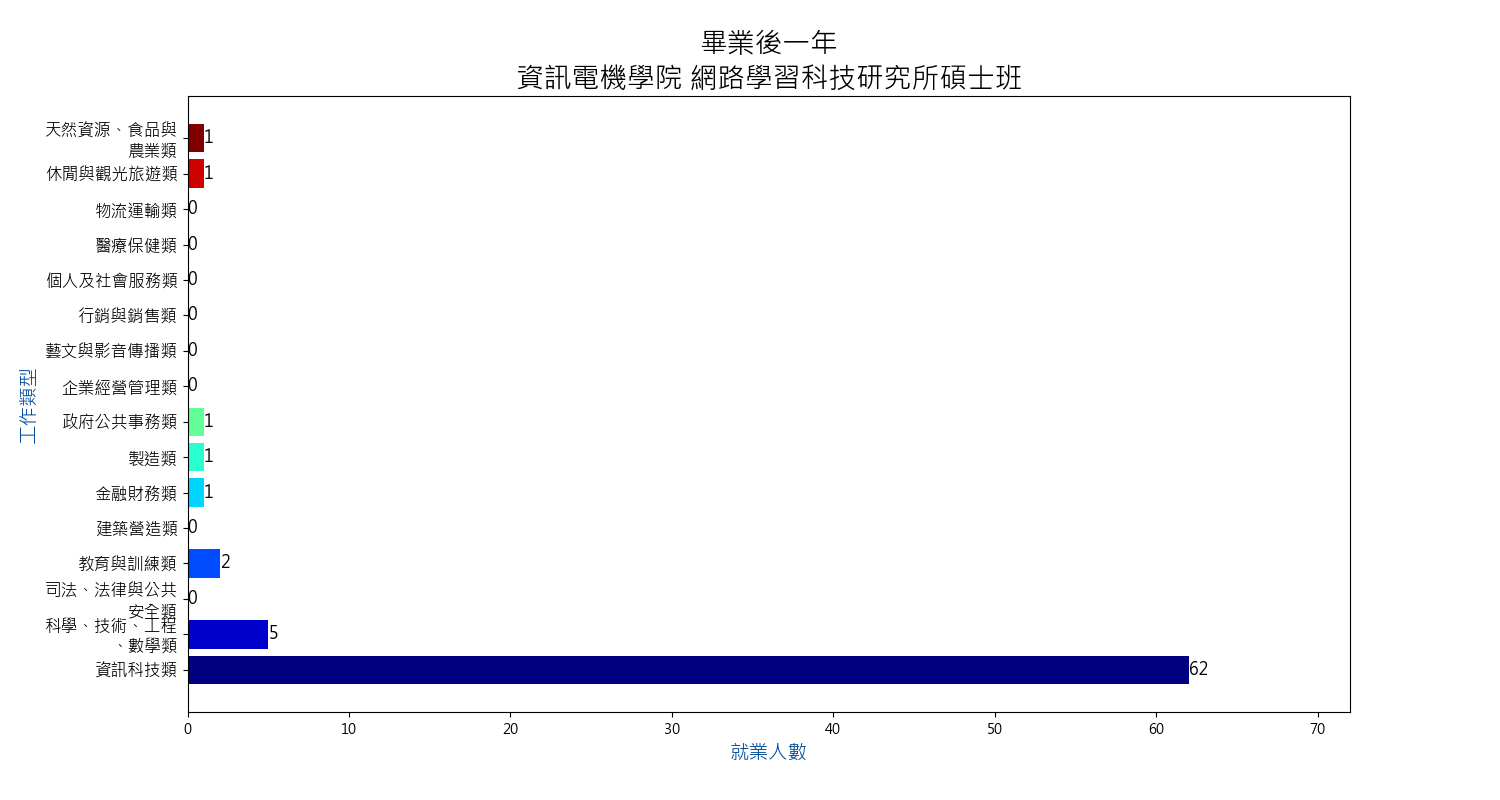 畢業後一年
資訊電機學院 網路學習科技研究所碩士班
工作類型
天然資源、食品與
農業類
1
休閒與觀光旅遊類
1
物流運輸類
0
醫療保健類
0
個人及社會服務類
0
行銷與銷售類
0
藝文與影音傳播類
0
企業經營管理類
0
政府公共事務類
1
製造類
1
金融財務類
1
建築營造類
0
教育與訓練類
2
司法、法律與公共
安全類
0
科學、技術、工程
、數學類
5
資訊科技類
62
0 10 20 30 40 50 60 70
就業人數